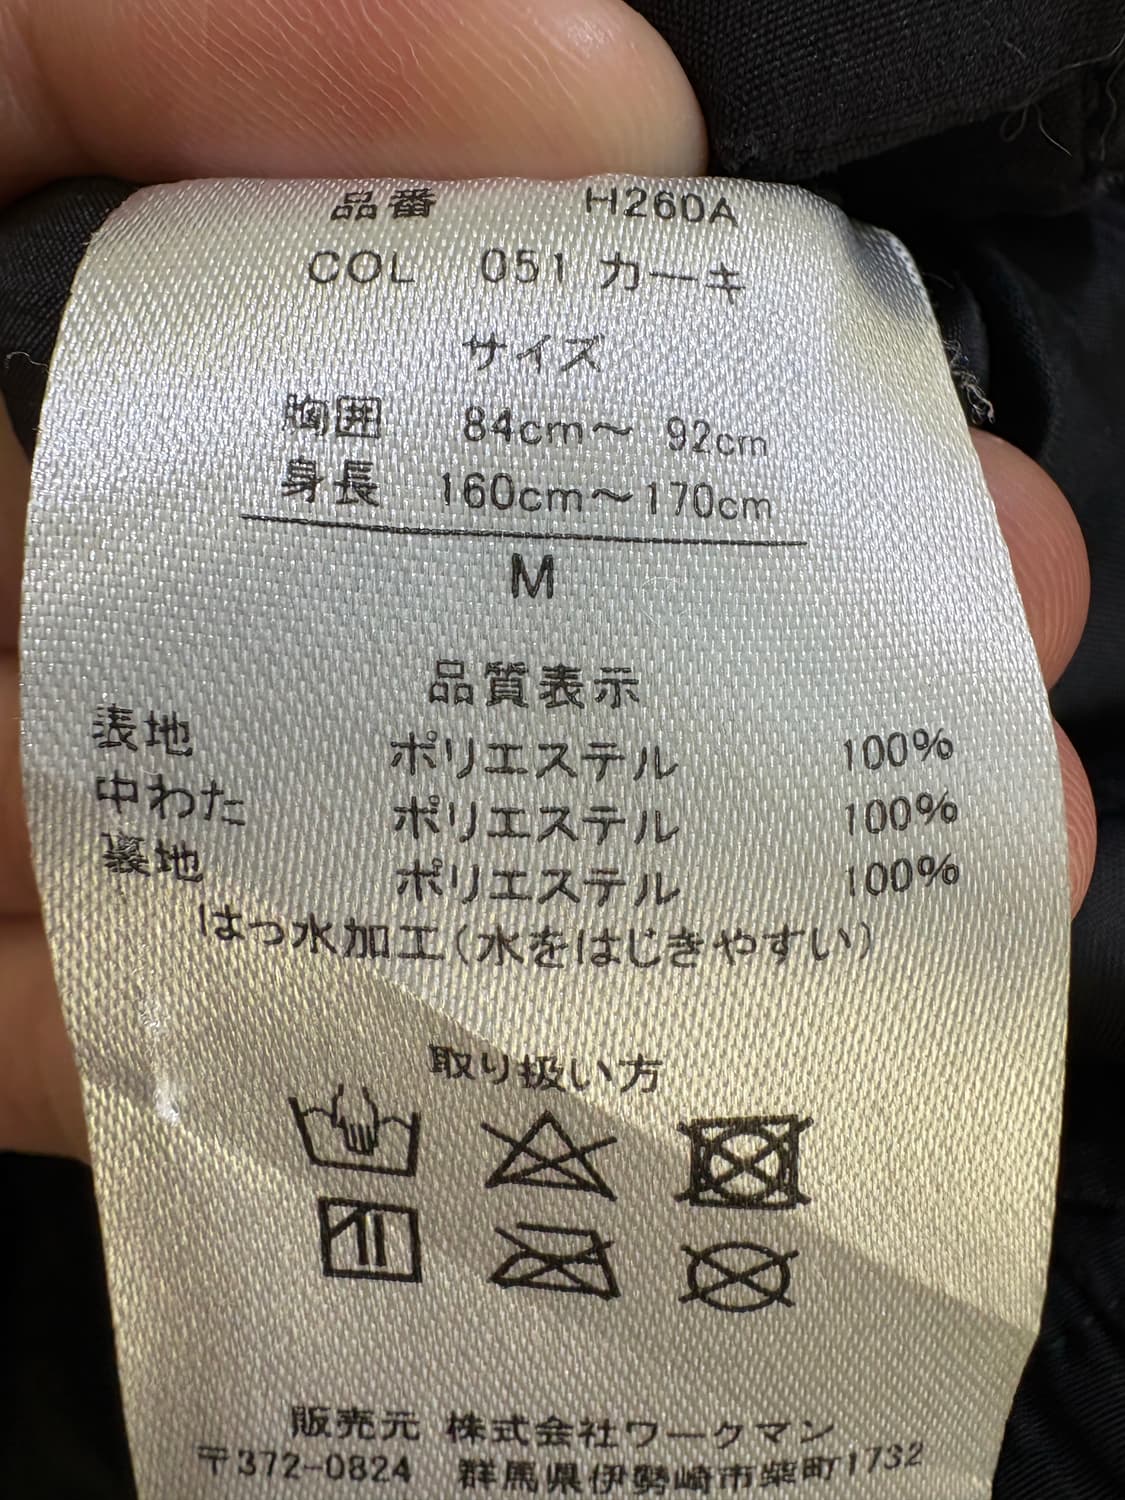 品番 H260A
COL 051 カーキ
サイズ
胸囲 84cm～ 92cm
身長 160cm～170cm
M
品質表示
表地 ポリエステル 100%
中わた ポリエステル 100%
裏地 ポリエステル 100%
はっ水加工(水をはじきやすい)
取り扱い方
販売元 株式会社ワークマン
〒372-0824 群馬県伊勢崎市柴町1732